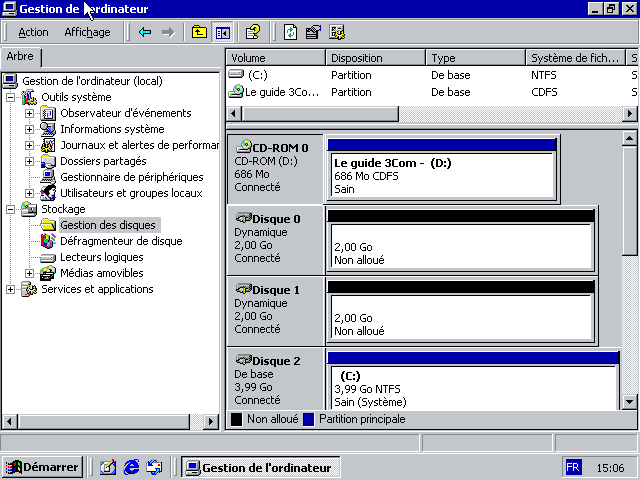 Gestion de l'ordinateur
Action Affichage
Arbre
Gestion de l'ordinateur (local)
Outils système
Observateur d'événements
Informations système
Journaux et alertes de performar
Dossiers partagés
Gestionnaire de périphériques
Utilisateurs et groupes locaux
Stockage
Gestion des disques
Défragmenteur de disque
Lecteurs logiques
Médias amovibles
Services et applications
Volume Disposition Type Système de fich... S
(C:) Partition De base NTFS S
Le guide 3Co... Partition De base CDFS S
CD-ROM 0
CD-ROM (D:)
686 Mo
Connecté
Le guide 3Com - (D:)
686 Mo CDFS
Sain
Disque 0
Dynamique
2,00 Go
Connecté
2,00 Go
Non alloué
Disque 1
Dynamique
2,00 Go
Connecté
2,00 Go
Non alloué
Disque 2
De base
3,99 Go
Connecté
(C:)
3,99 Go NTFS
Sain (Système)
Non alloué Partition principale
Démarrer Gestion de l'ordinateur FR 15:06